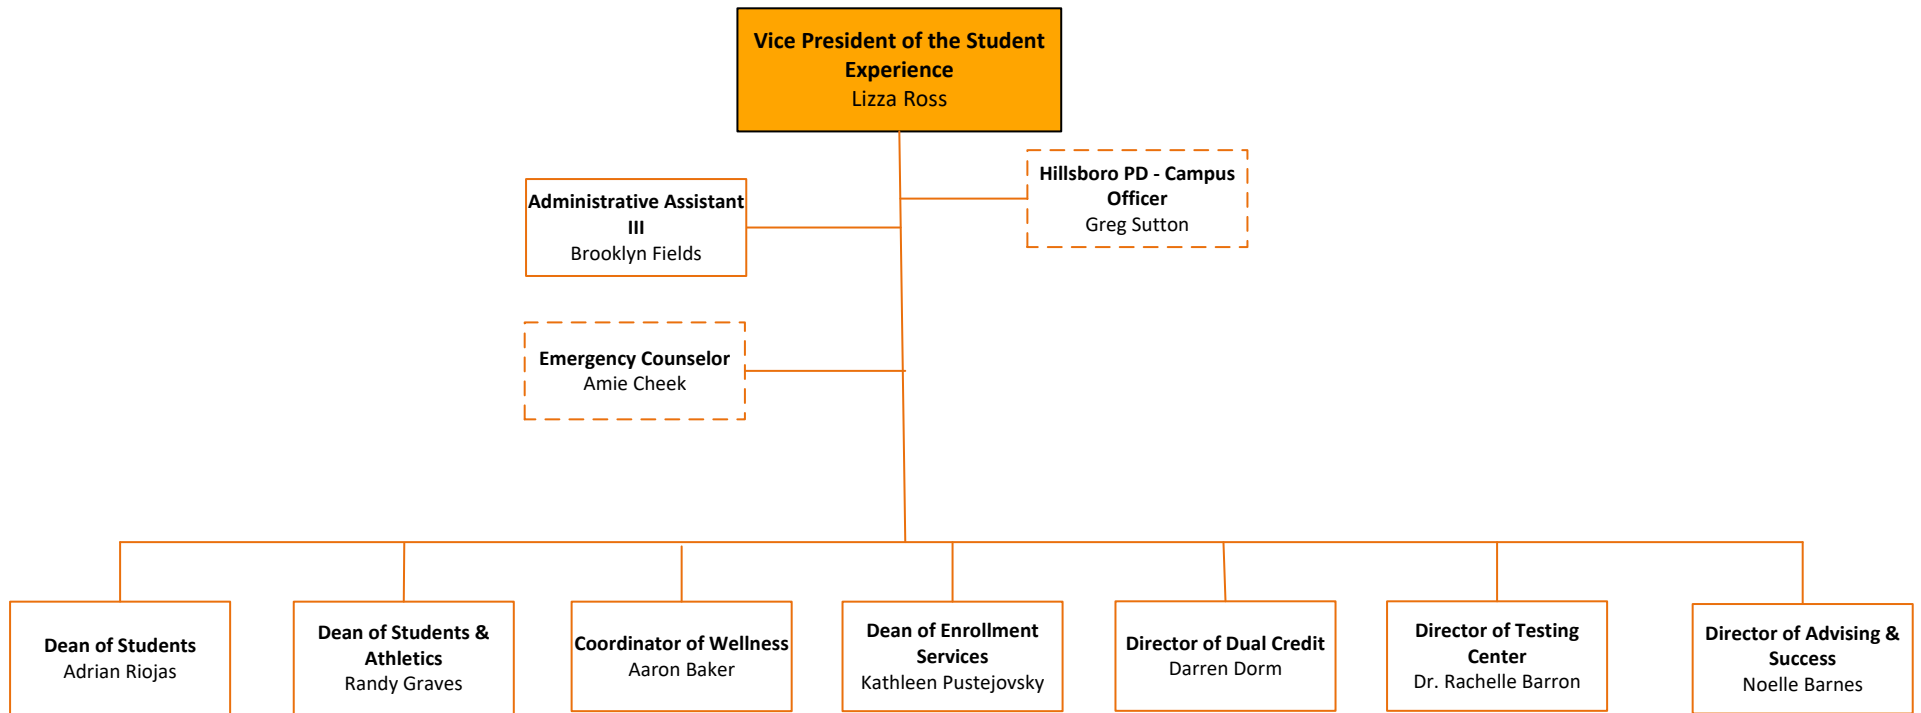 Vice President of the Student
Experience
Lizza Ross
Hillsboro PD - Campus
Officer
Greg Sutton
Administrative Assistant
III
Brooklyn Fields
Emergency Counselor
Amie Cheek
Dean of Students
Adrian Riojas
Dean of Students &
Athletics
Randy Graves
Coordinator of Wellness
Aaron Baker
Dean of Enrollment
Services
Kathleen Pustejovsky
Director of Dual Credit
Darren Dorm
Director of Testing
Center
Dr. Rachelle Barron
Director of Advising &
Success
Noelle Barnes